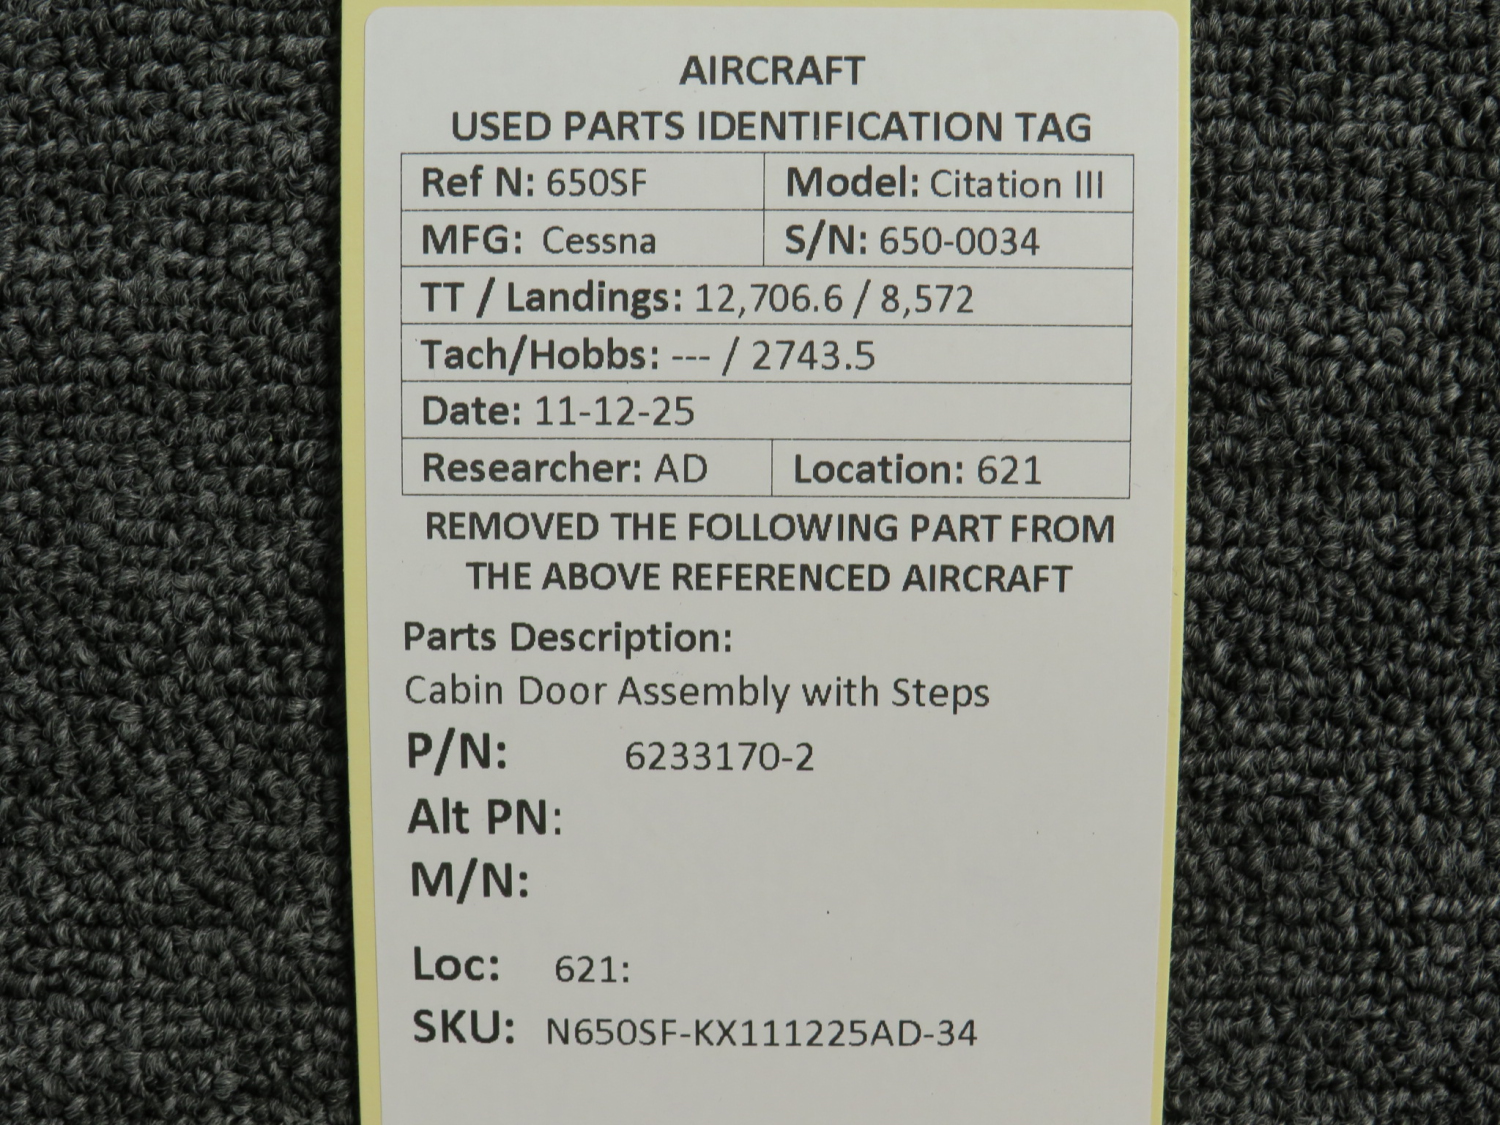 AIRCRAFT
USED PARTS IDENTIFICATION TAG
Ref N: 650SF Model: Citation III
MFG: Cessna S/N: 650-0034
TT / Landings: 12,706.6 / 8,572
Tach/Hobbs: --- / 2743.5
Date: 11-12-25
Researcher: AD Location: 621
REMOVED THE FOLLOWING PART FROM
THE ABOVE REFERENCED AIRCRAFT
Parts Description:
Cabin Door Assembly with Steps
P/N: 6233170-2
Alt PN:
M/N:
Loc: 621:
SKU: N650SF-KX111225AD-34